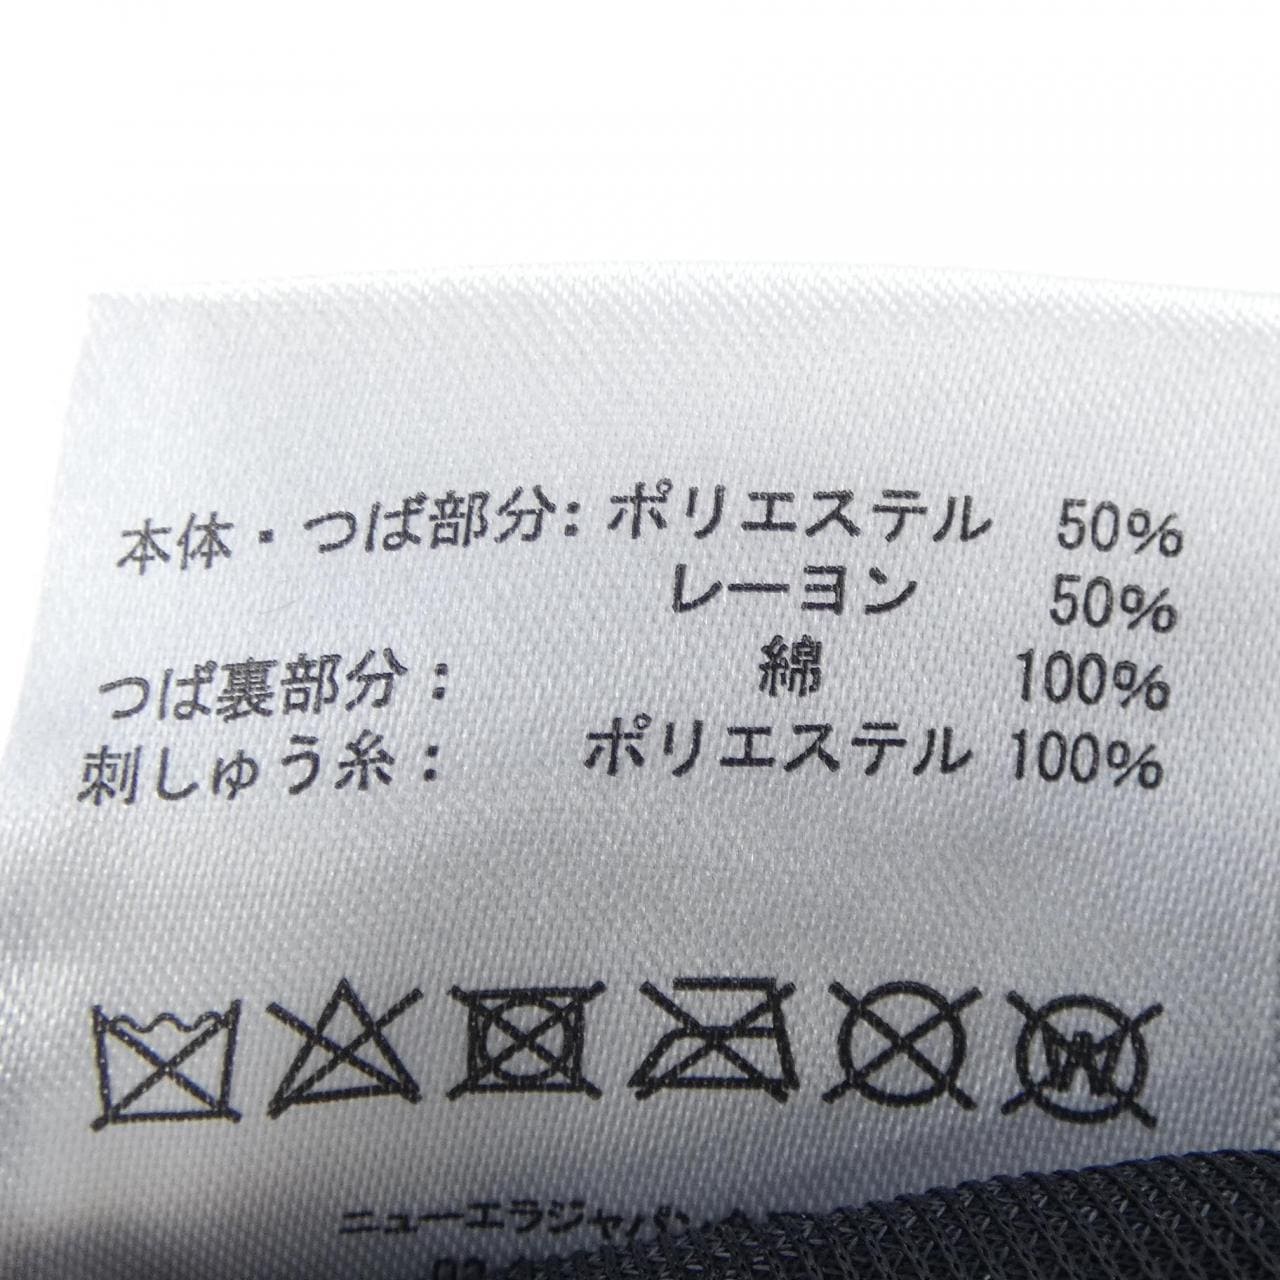 本体・つば部分: ポリエステル 50%
レーヨン 50%
つば裏部分： 綿 100%
刺しゅう糸： ポリエステル 100%
ニューエラジャパン